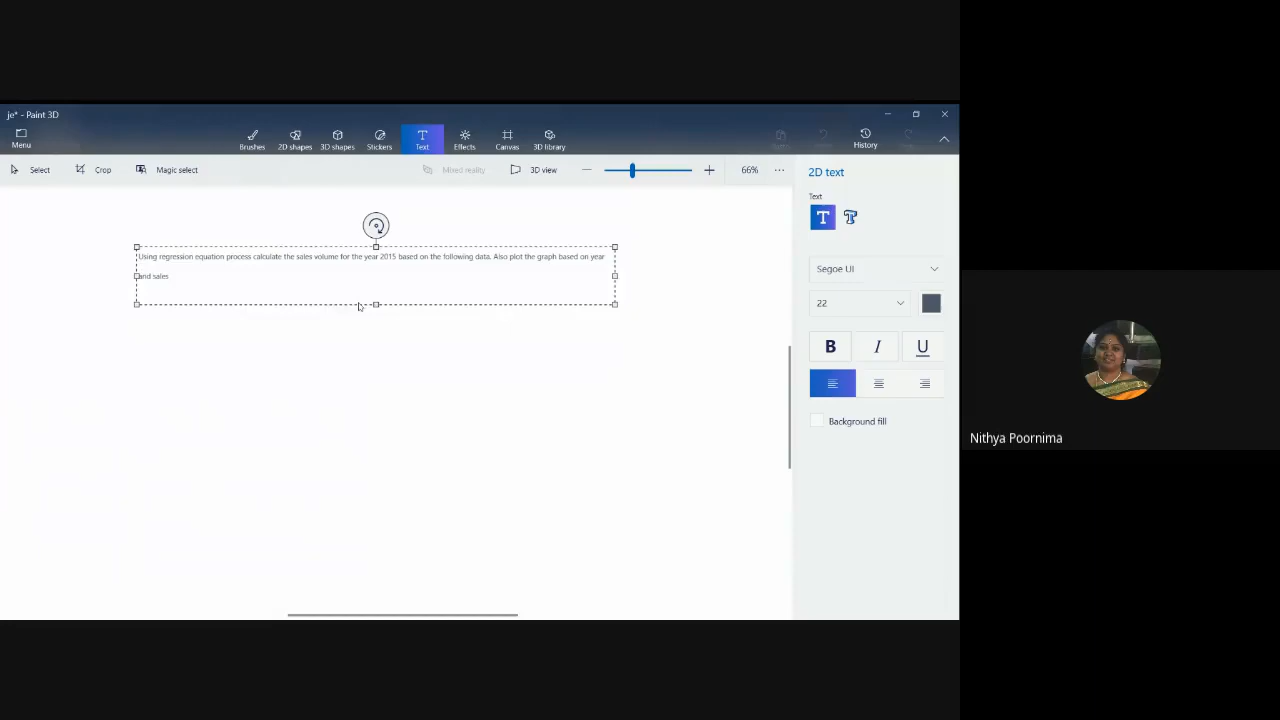 je* - Paint 3D
Menu
Brushes
2D shapes
3D shapes
Stickers
Text
Effects
Canvas
3D library
History
Select
Crop
Magic select
Mixed reality
3D view
66%
2D text
Text
Using regression equation process calculate the sales volume for the year 2015 based on the following data. Also plot the graph based on year
and sales
Segoe UI
22
B I U
Background fill
Nithya Poornima